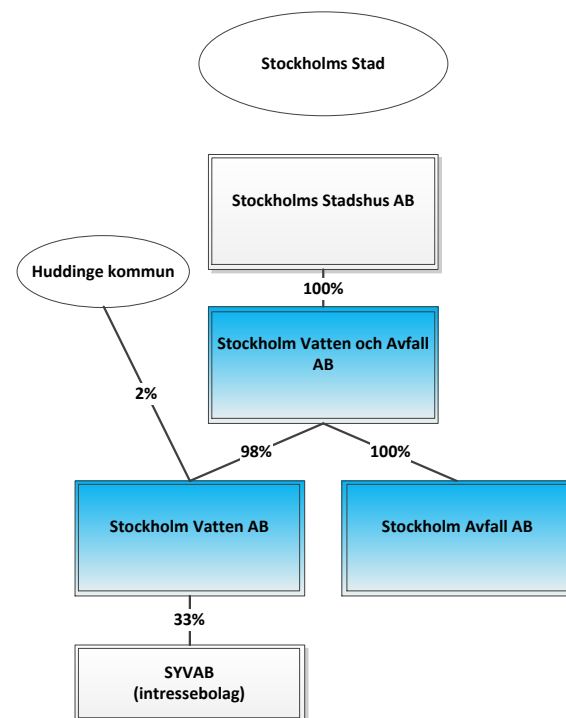 Stockholms Stad
Stockholms Stadshus AB
Huddinge kommun
100%
Stockholm Vatten och Avfall
AB
2%
98%
100%
Stockholm Vatten AB
Stockholm Avfall AB
33%
SYVAB
(intressebolag)